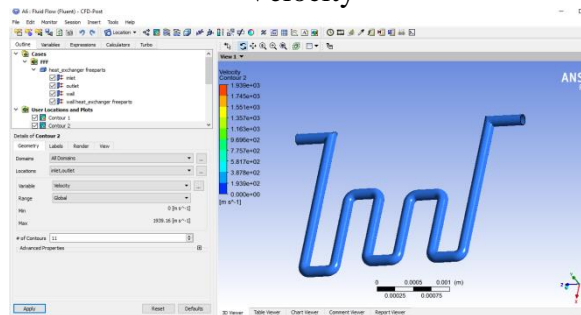 Velocity
A6 : Fluid Flow (Fluent) - CFD-Post
File Edit Monitor Session Insert Tools Help
Location
Outline Variables Expressions Calculators Turbo
Cases
FFF
heat_exchanger freeparts
inlet
outlet
wall
wall heat_exchanger freeparts
User Locations and Plots
Contour 1
Contour 2
Details of Contour 2
Geometry Labels Render View
Domains All Domains
Locations inlet,outlet
Variable Velocity
Range Global
Min 0 [m s^-1]
Max 1939.16 [m s^-1]
# of Contours 11
Advanced Properties
Apply Reset Defaults
View 1
Velocity
Contour 2
1.939e+03
1.745e+03
1.551e+03
1.357e+03
1.163e+03
9.696e+02
7.757e+02
5.817e+02
3.878e+02
1.939e+02
0.000e+00
[m s^-1]
ANS
0 0.0005 0.001 (m)
0.00025 0.00075
3D Viewer Table Viewer Chart Viewer Comment Viewer Report Viewer